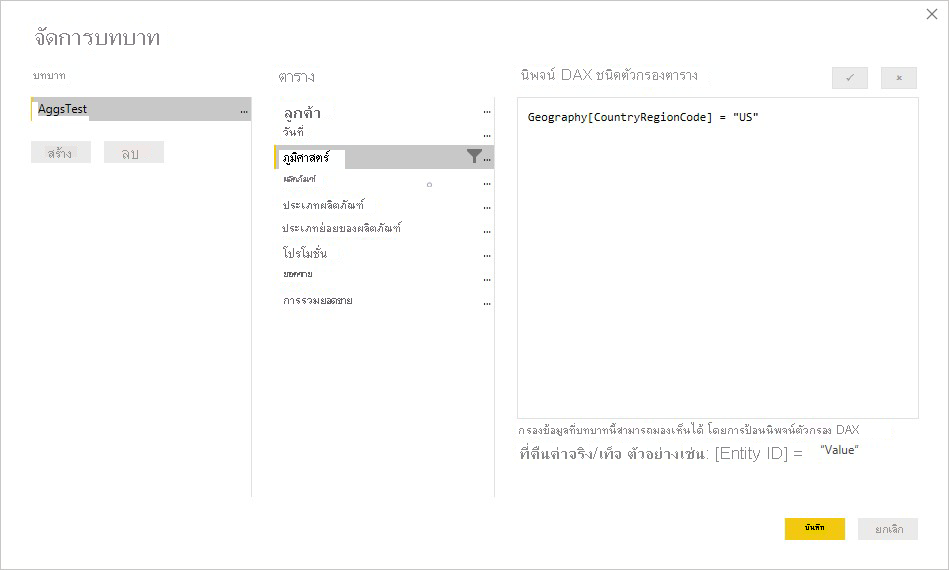 จัดการบทบาท
บทบาท
AggsTest
...
สร้าง
ลบ
ตาราง
ลูกค้า
...
วันที่
...
ภูมิศาสตร์
...
ผลิตภัณฑ์
...
ประเภทผลิตภัณฑ์
...
ประเภทย่อยของผลิตภัณฑ์
...
โปรโมชั่น
...
ยอดขาย
...
การรวมยอดขาย
...
นิพจน์ DAX ชนิดตัวกรองตาราง
Geography[CountryRegionCode] = "US"
กรองข้อมูลที่บทบาทนี้สามารถมองเห็นได้ โดยการป้อนนิพจน์ตัวกรอง DAX
ที่คืนค่าจริง/เท็จ ตัวอย่างเช่น: [Entity ID] = “Value”
บันทึก
ยกเลิก